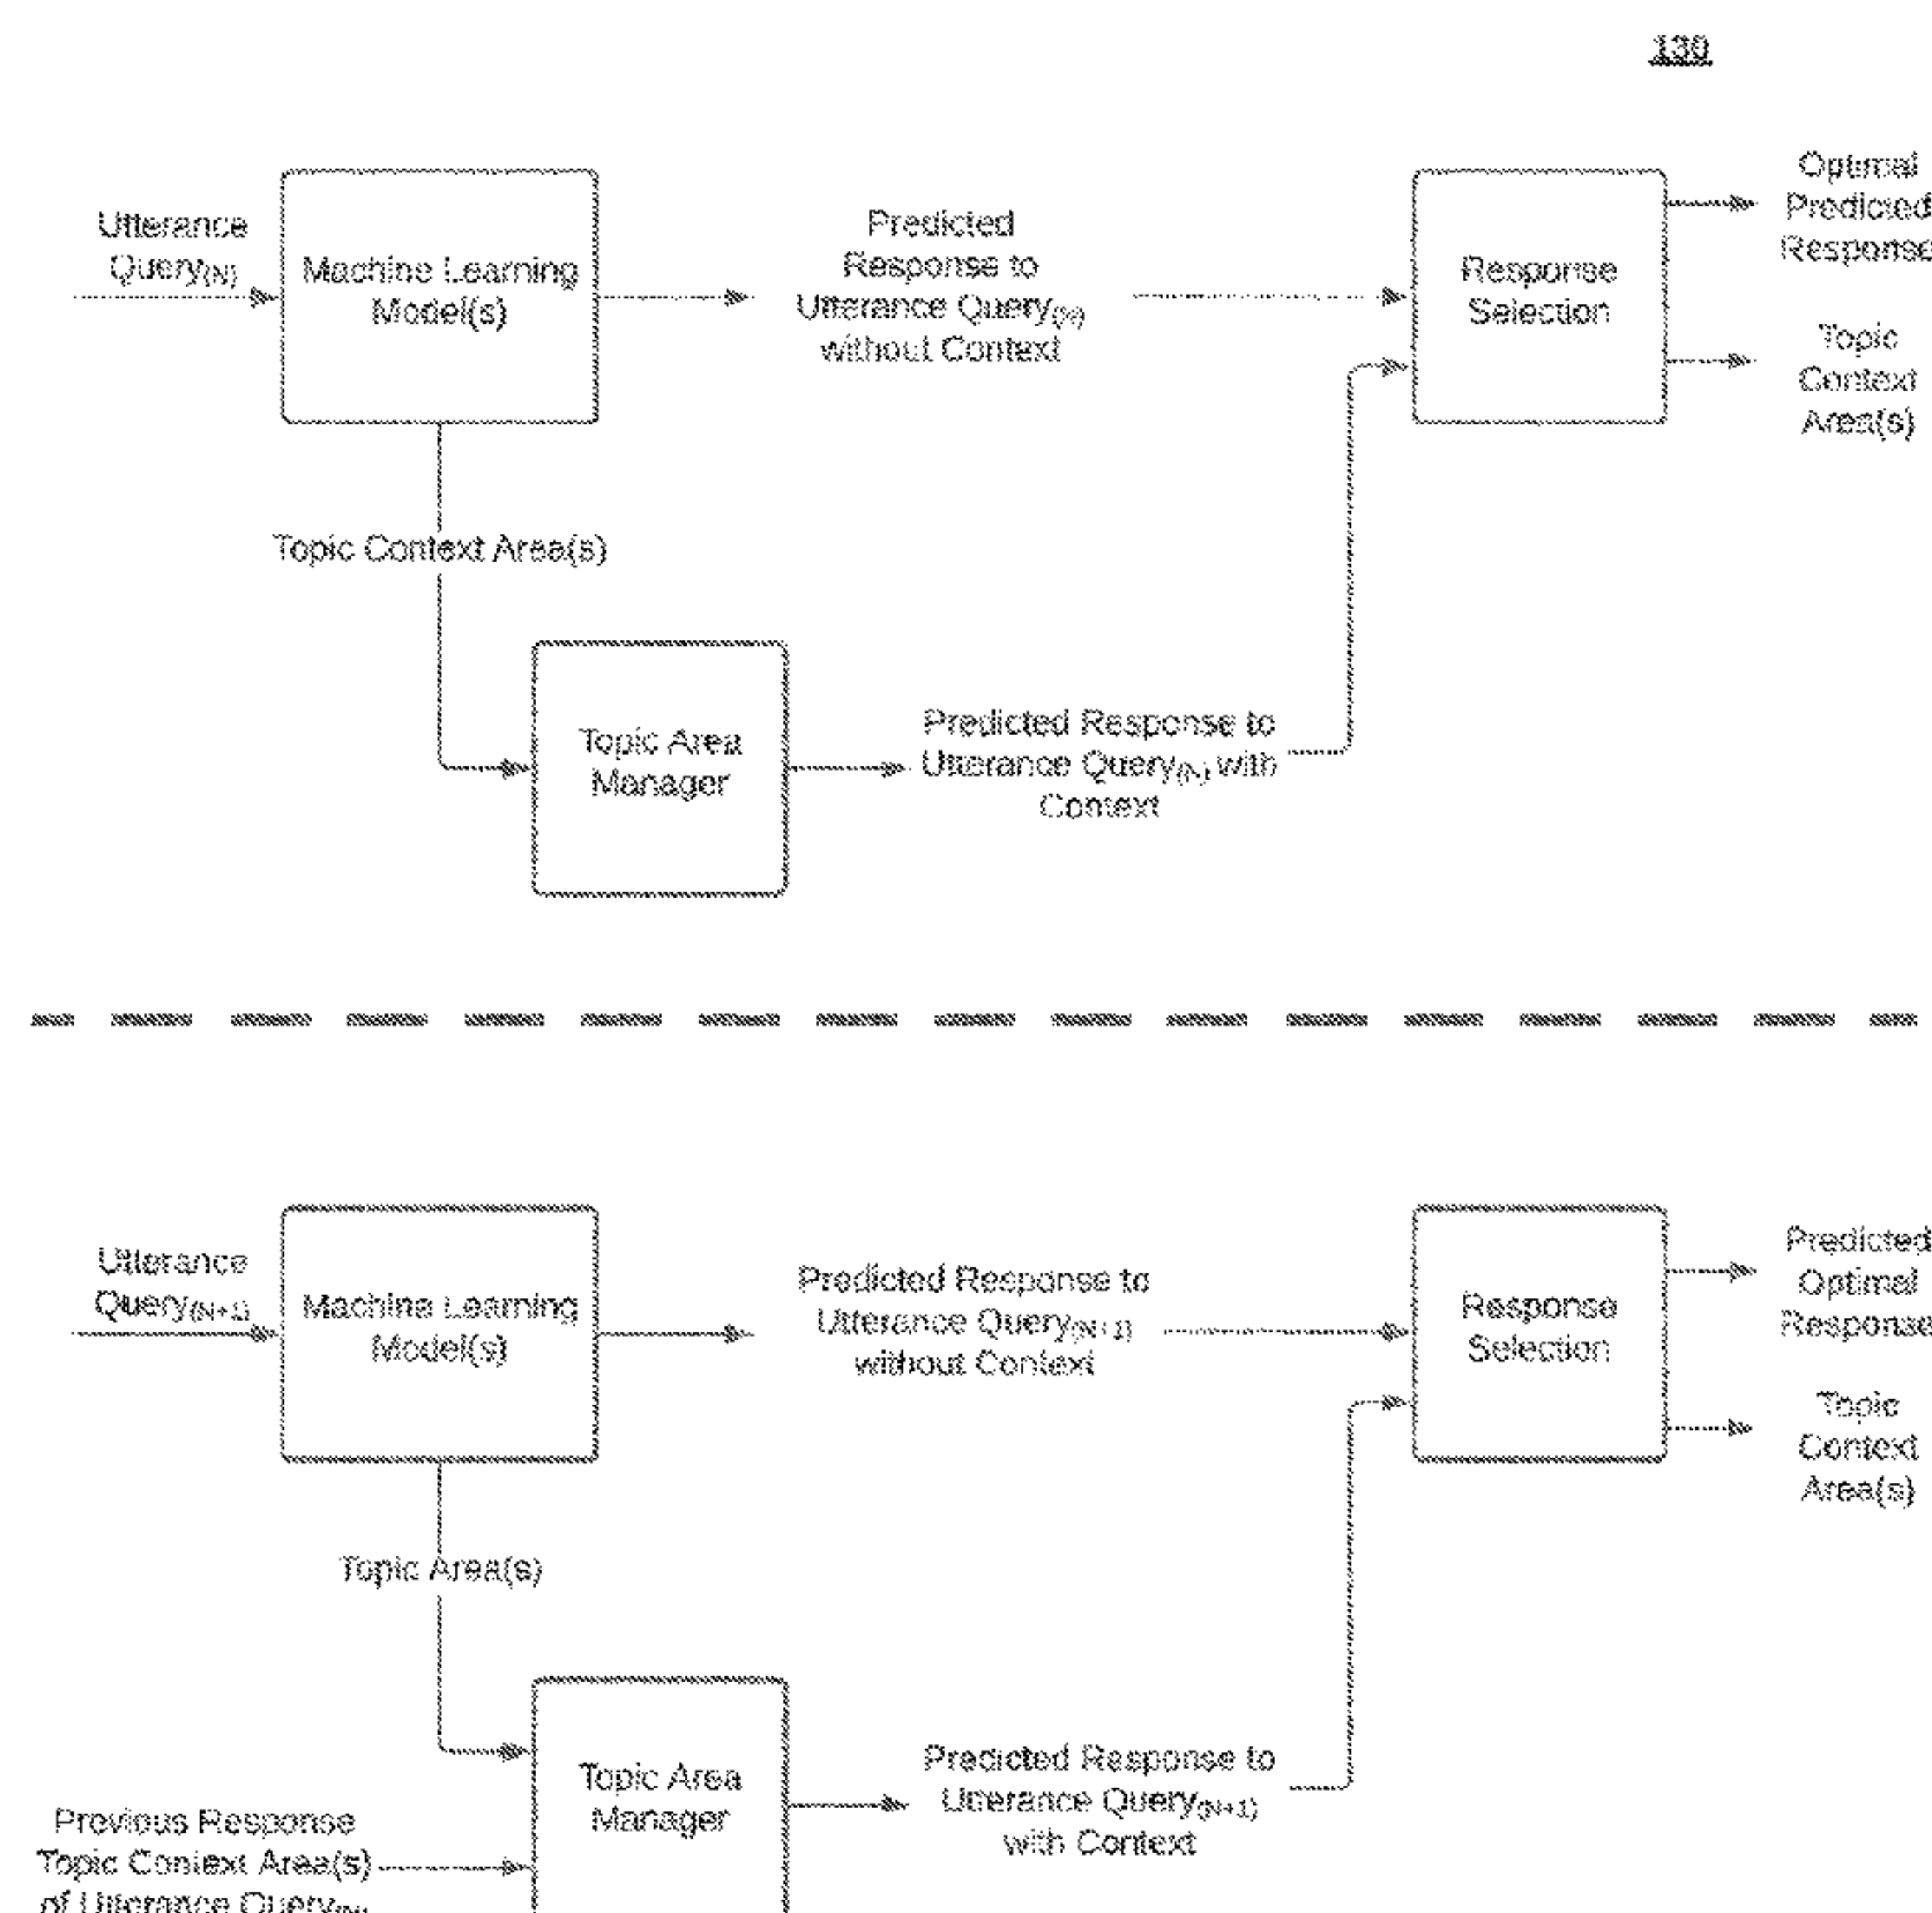 130
Utterance
Query(N)
Machine Learning
Model(s)
Predicted
Response to
Utterance Query(N)
without Context
Response
Selection
Optimal
Predicted
Response
Topic
Context
Area(s)
Topic Context Area(s)
Topic Area
Manager
Predicted Response to
Utterance Query(N) with
Context
Utterance
Query(N+1)
Machine Learning
Model(s)
Predicted Response to
Utterance Query(N+1)
without Context
Response
Selection
Predicted
Optimal
Response
Topic
Context
Area(s)
Topic Area(s)
Topic Area
Manager
Predicted Response to
Utterance Query(N+1)
with Context
Previous Response
Topic Context Area(s)
of Utterance Query(N)